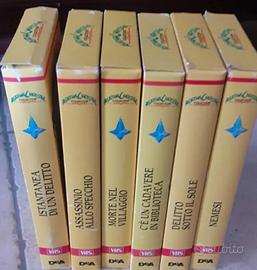 ISTANTANEA
DI UN DELITTO
VHS
DeA
ASSASSINIO
ALLO SPECCHIO
VHS
DeA
MORTE NEL
VILLAGGIO
VHS
DeA
C'È UN CADAVERE
IN BIBLIOTECA
VHS
DeA
DELITTO
SOTTO IL SOLE
VHS
DeA
NEMESI
VHS
DeA
subito